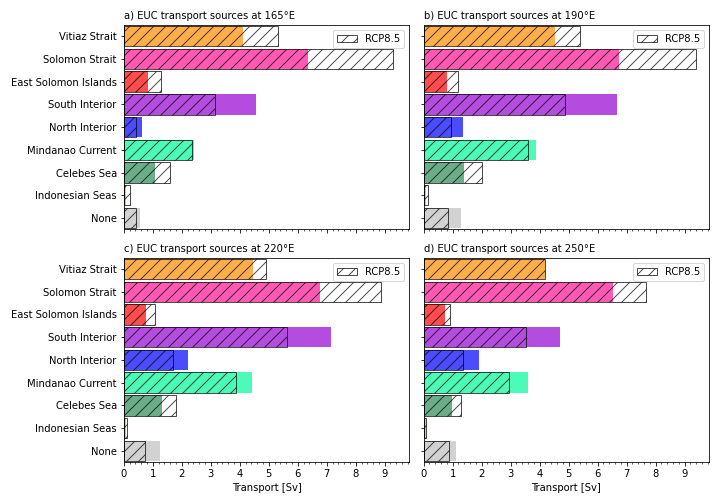 a) EUC transport sources at 165°E
Vitiaz Strait
Solomon Strait
East Solomon Islands
South Interior
North Interior
Mindanao Current
Celebes Sea
Indonesian Seas
None
RCP8.5
b) EUC transport sources at 190°E
RCP8.5
c) EUC transport sources at 220°E
Vitiaz Strait
Solomon Strait
East Solomon Islands
South Interior
North Interior
Mindanao Current
Celebes Sea
Indonesian Seas
None
RCP8.5
0 1 2 3 4 5 6 7 8 9
Transport [Sv]
d) EUC transport sources at 250°E
RCP8.5
0 1 2 3 4 5 6 7 8 9
Transport [Sv]